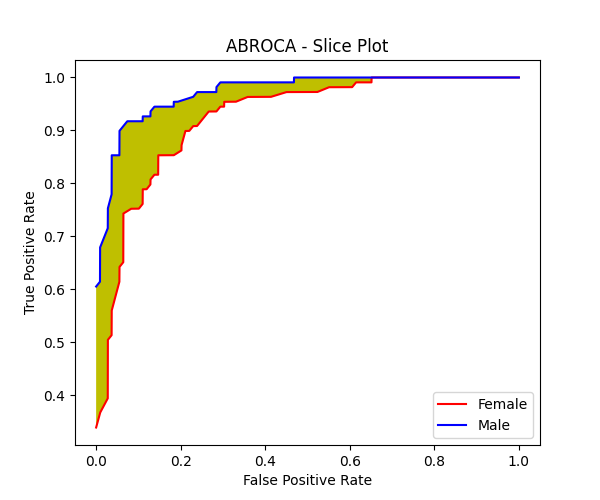 ABROCA - Slice Plot
True Positive Rate
1.0
0.9
0.8
0.7
0.6
0.5
0.4
0.0 0.2 0.4 0.6 0.8 1.0
False Positive Rate
Female
Male